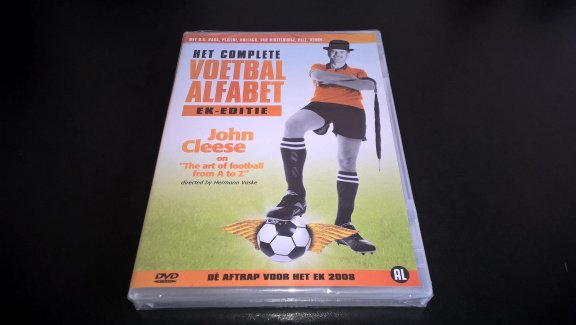 HET COMPLETE
VOETBAL
ALFABET
EK-EDITIE
John
Cleese
on
"The art of football
from A to Z"
directed by Hermann Vaske
DVD
DÉ AFTRAP VOOR HET EK 2008
AL